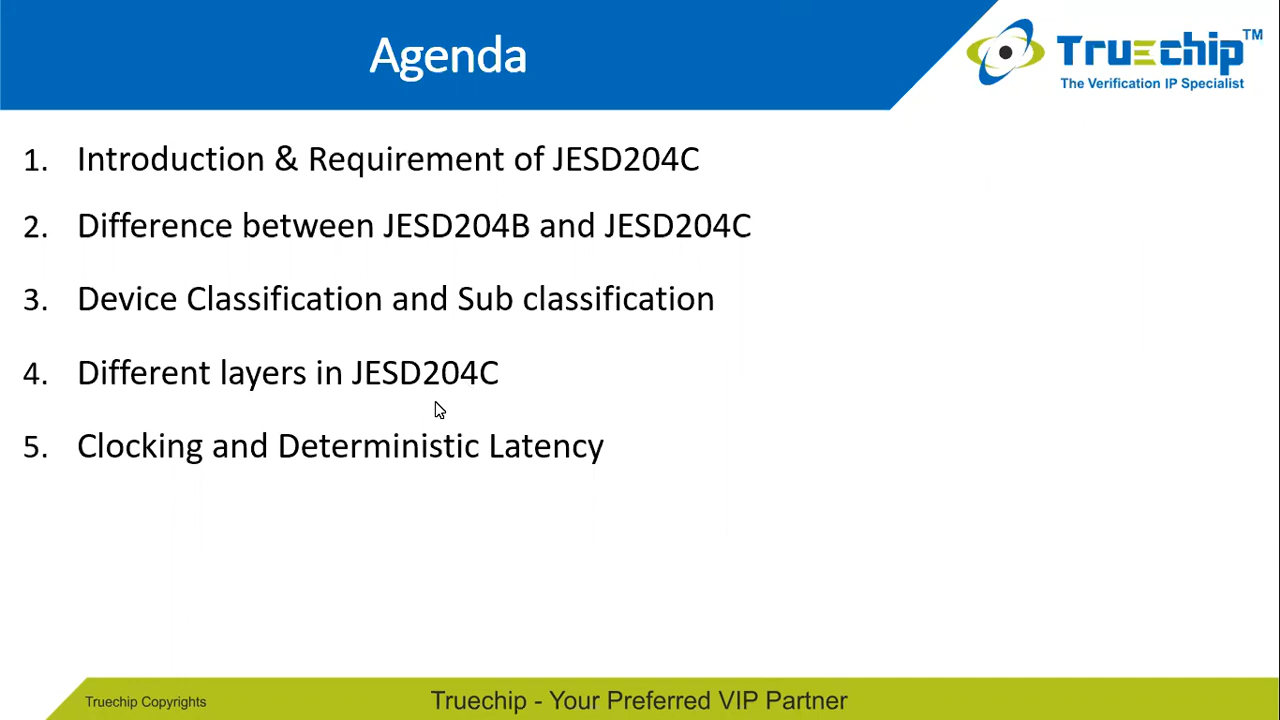 Agenda
Truechip™
The Verification IP Specialist
1. Introduction & Requirement of JESD204C
2. Difference between JESD204B and JESD204C
3. Device Classification and Sub classification
4. Different layers in JESD204C
5. Clocking and Deterministic Latency
Truechip Copyrights
Truechip - Your Preferred VIP Partner